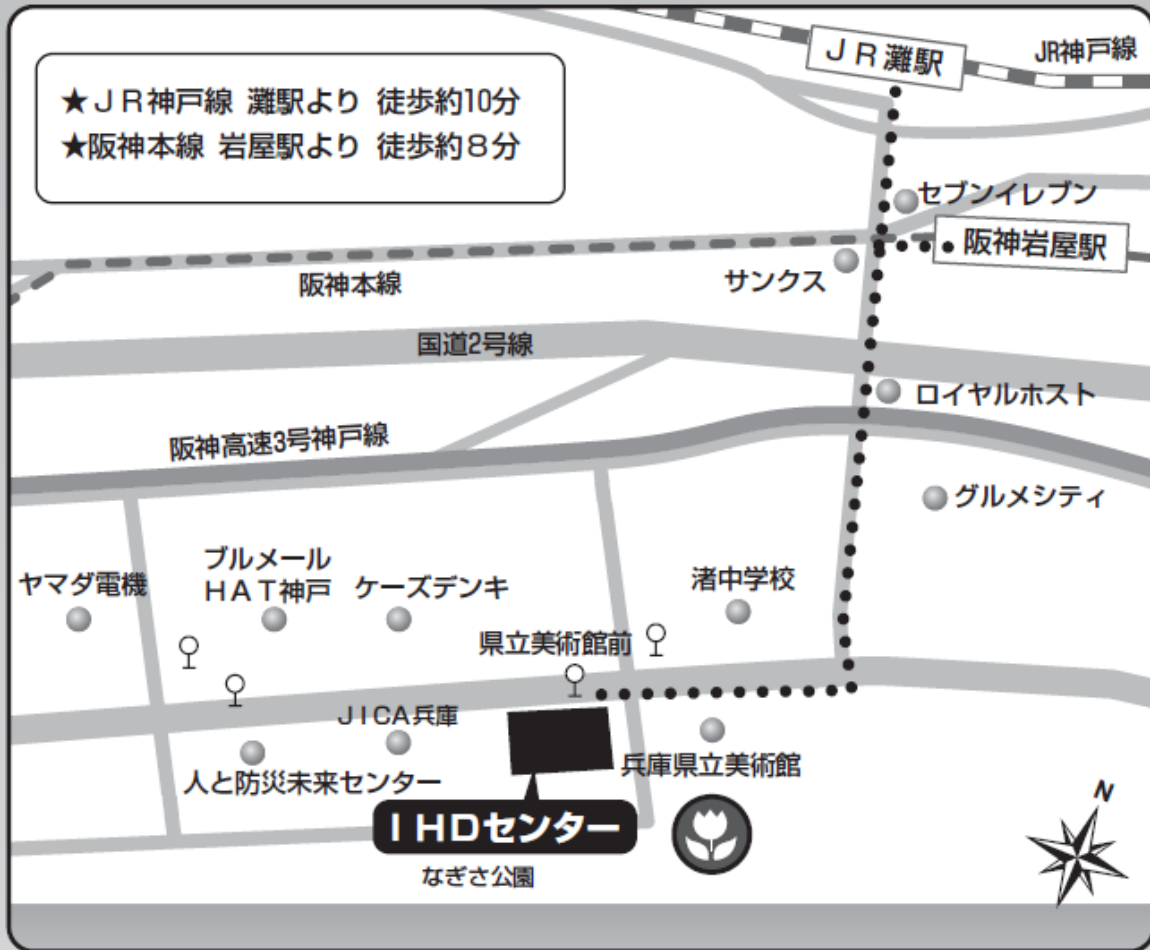 ★ＪＲ神戸線 灘駅より 徒歩約10分
★阪神本線 岩屋駅より 徒歩約８分
ＪＲ灘駅
JR神戸線
セブンイレブン
阪神岩屋駅
サンクス
阪神本線
国道2号線
ロイヤルホスト
阪神高速3号神戸線
グルメシティ
ヤマダ電機
ブルメール
ＨＡＴ神戸
ケーズデンキ
渚中学校
県立美術館前
ＪＩＣＡ兵庫
人と防災未来センター
兵庫県立美術館
ＩＨＤセンター
なぎさ公園
N